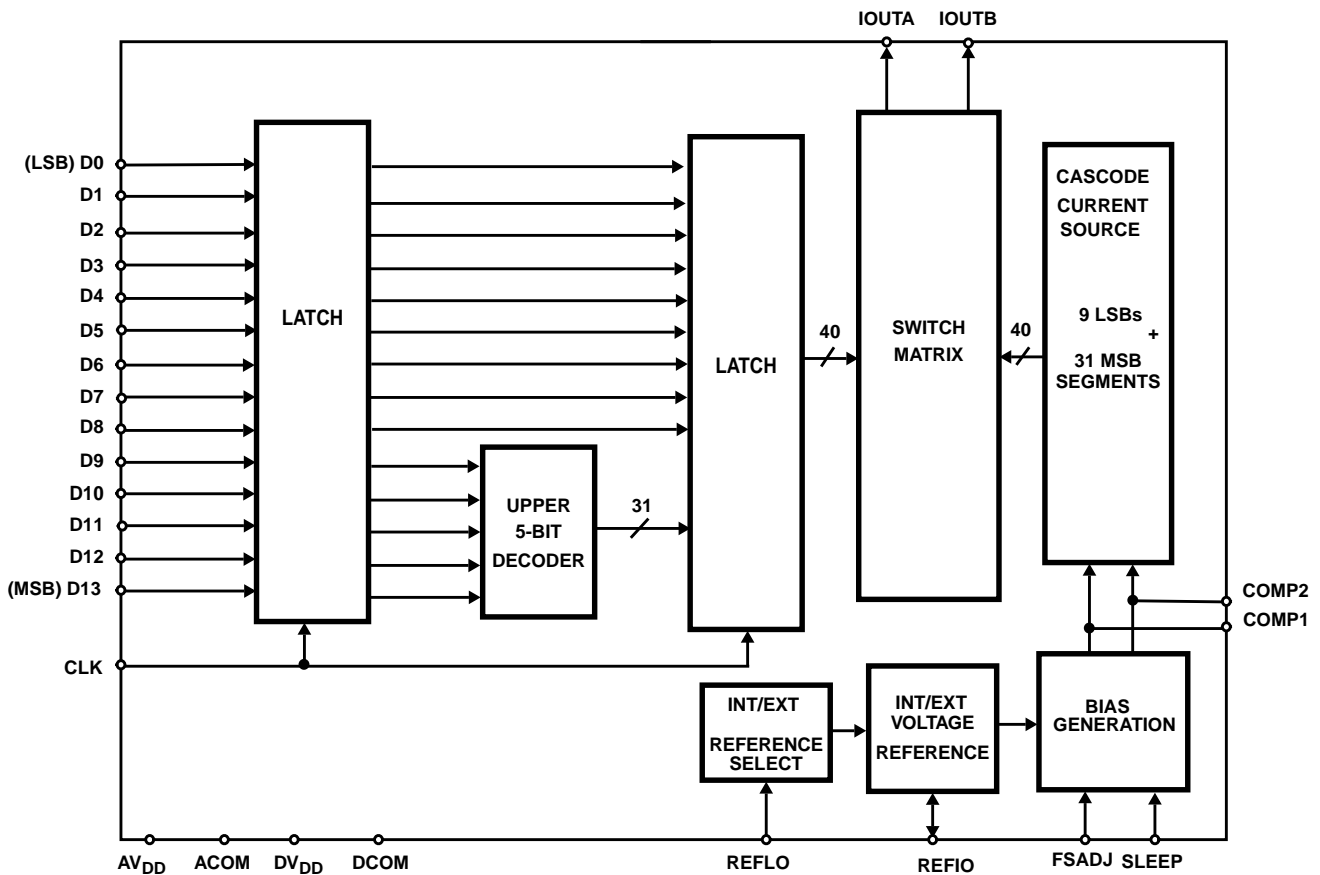 IOUTA IOUTB
(LSB) D0
D1
D2
D3
D4
D5
D6
D7
D8
D9
D10
D11
D12
(MSB) D13
CLK
LATCH
UPPER
5-BIT
DECODER
31
LATCH
40
SWITCH
MATRIX
40
CASCODE
CURRENT
SOURCE
9 LSBs
+
31 MSB
SEGMENTS
COMP2
COMP1
INT/EXT
REFERENCE
SELECT
INT/EXT
VOLTAGE
REFERENCE
BIAS
GENERATION
AVDD ACOM DVDD DCOM REFLO REFIO FSADJ SLEEP